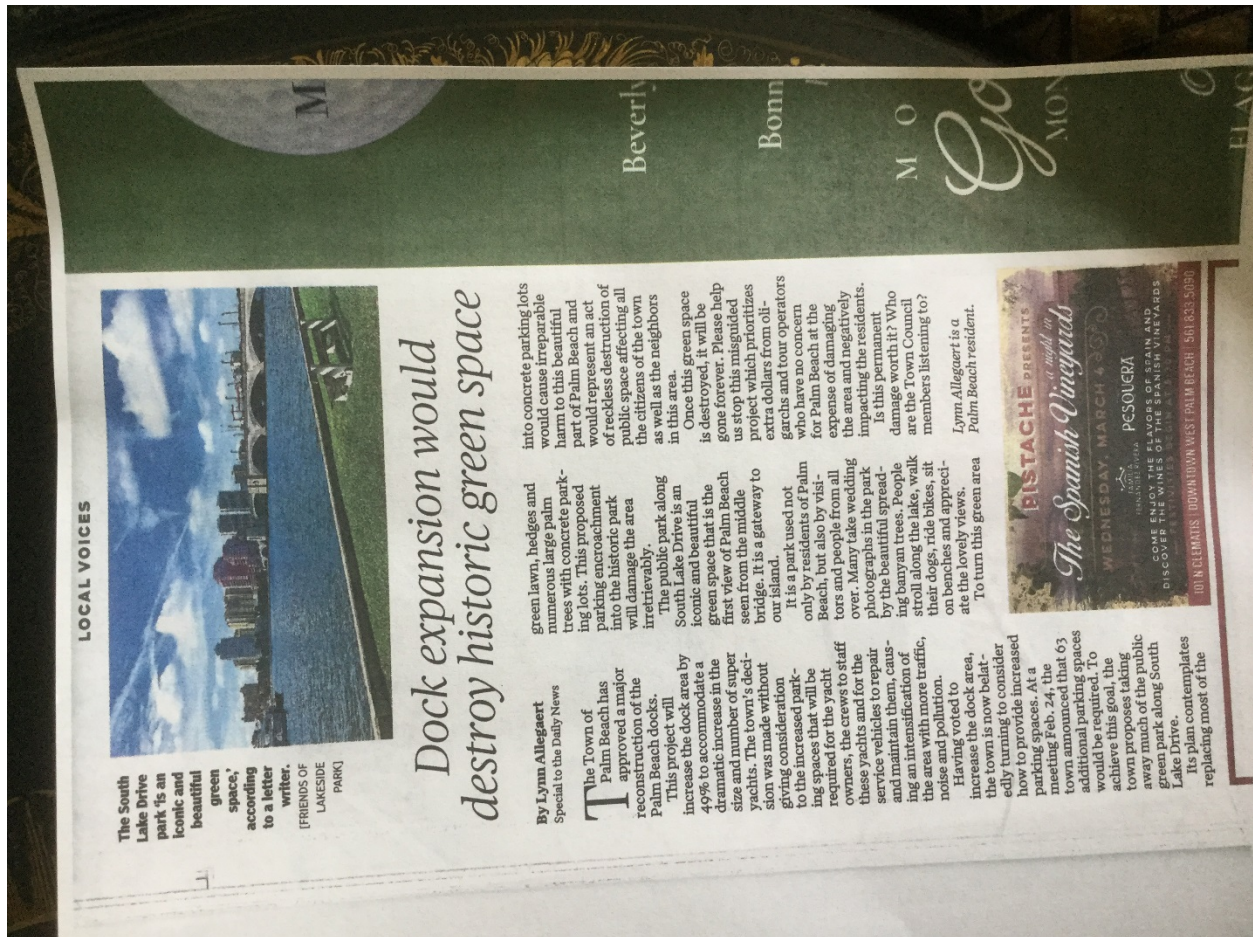 LOCAL VOICES
The South
Lake Drive
park 'is an
iconic and
beautiful
green
space,
according
to a letter
writer.
[FRIENDS OF
LAKESIDE
PARK]
Dock expansion would
destroy historic green space
By Lynn Allegaert
Special to the Daily News
The Town of
Palm Beach has
approved a major
reconstruction of the
Palm Beach docks.
This project will
increase the dock area by
49% to accommodate a
dramatic increase in the
size and number of super
yachts. The town's deci-
sion was made without
giving consideration
to the increased park-
ing spaces that will be
required for the yacht
owners, the crews to staff
these yachts and for the
service vehicles to repair
and maintain them, caus-
ing an intensification of
the area with more traffic,
noise and pollution.
Having voted to
increase the dock area,
the town is now belat-
edly turning to consider
how to provide increased
parking spaces. At a
meeting Feb. 24, the
town announced that 63
additional parking spaces
would be required. To
achieve this goal, the
town proposes taking
away much of the public
green park along South
Lake Drive.
Its plan contemplates
replacing most of the
green lawn, hedges and
numerous large palm
trees with concrete park-
ing lots. This proposed
parking encroachment
into the historic park
will damage the area
irretrievably.
The public park along
South Lake Drive is an
iconic and beautiful
green space that is the
first view of Palm Beach
seen from the middle
bridge. It is a gateway to
our island.
It is a park used not
only by residents of Palm
Beach, but also by visi-
tors and people from all
over. Many take wedding
photographs in the park
by the beautiful spread-
ing banyan trees. People
stroll along the lake, walk
their dogs, ride bikes, sit
on benches and appreci-
ate the lovely views.
To turn this green area
into concrete parking lots
would cause irreparable
harm to this beautiful
part of Palm Beach and
would represent an act
of reckless destruction of
public space affecting all
the citizens of the town
as well as the neighbors
in this area.
Once this green space
is destroyed, it will be
gone forever. Please help
us stop this misguided
project which prioritizes
extra dollars from oli-
garchs and tour operators
who have no concern
for Palm Beach at the
expense of damaging
the area and negatively
impacting the residents.
Is this permanent
damage worth it? Who
are the Town Council
members listening to?
Lynn Allegaert is a
Palm Beach resident.
PISTACHE PRESENTS
a night in
The Spanish Vineyards
WEDNESDAY, MARCH 4
FAMILIA
FERNANDEZ RIVERA
PESQUERA
COME ENJOY THE FLAVORS OF SPAIN AND
DISCOVER THE WINES OF THE SPANISH VINEYARDS
101 N CLEMATIS | DOWNTOWN WEST PALM BEACH | 561.833.5090
M
Beverly
Bonn
M O
Go
MON
FLAG